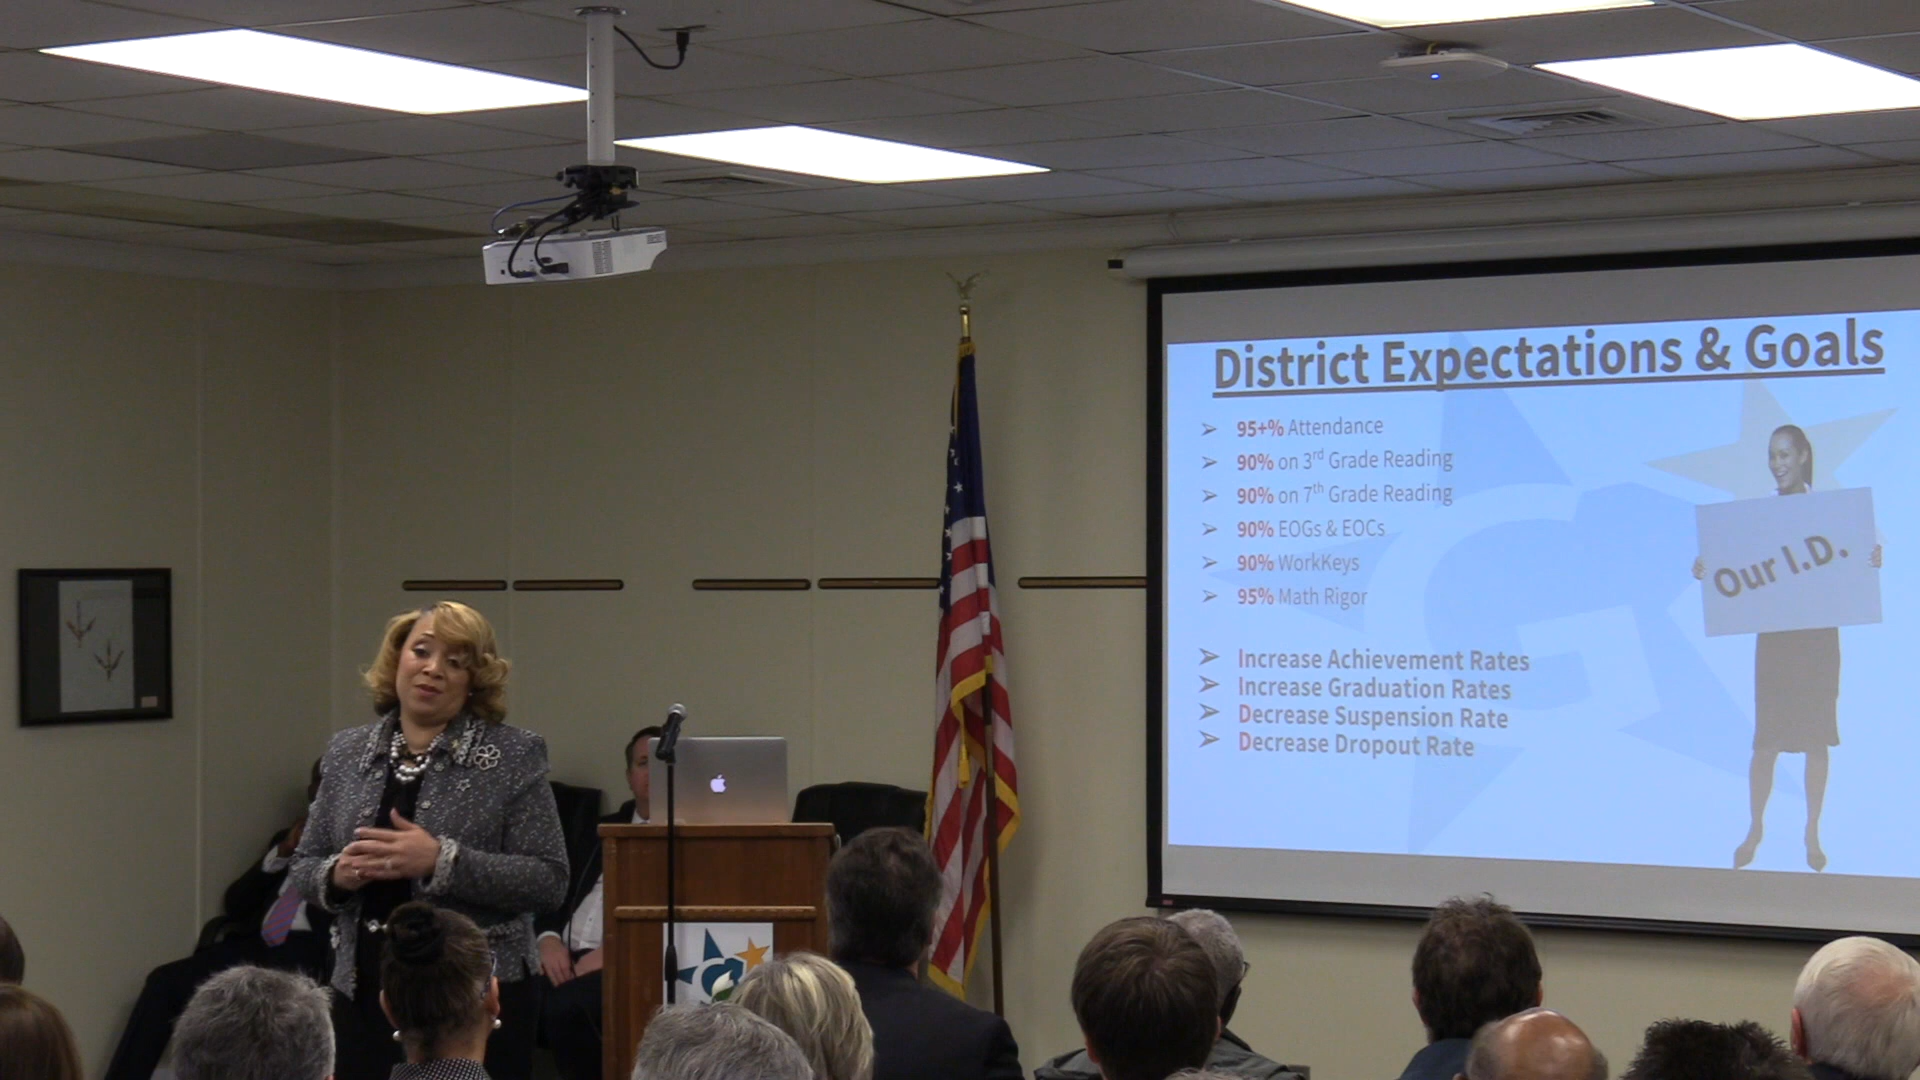 District Expectations & Goals
➢ 95+% Attendance
➢ 90% on 3rd Grade Reading
➢ 90% on 7th Grade Reading
➢ 90% EOGs & EOCs
➢ 90% WorkKeys
➢ 95% Math Rigor
➢ Increase Achievement Rates
➢ Increase Graduation Rates
➢ Decrease Suspension Rate
➢ Decrease Dropout Rate
Our I.D.